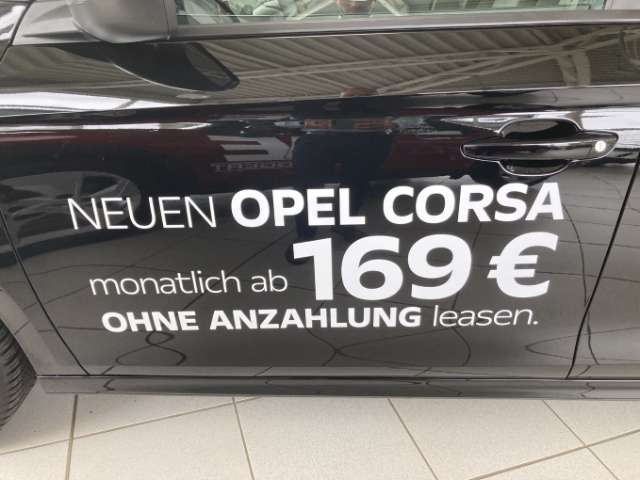 NEUEN OPEL CORSA
monatlich ab 169 €
OHNE ANZAHLUNG leasen.